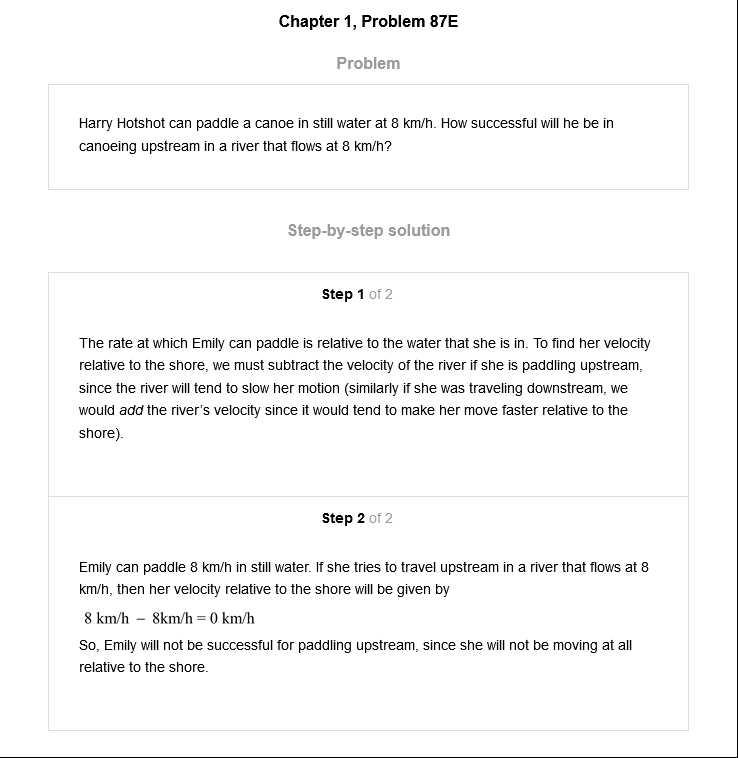 Chapter 1, Problem 87E
Problem
Harry Hotshot can paddle a canoe in still water at 8 km/h. How successful will he be in
canoeing upstream in a river that flows at 8 km/h?
Step-by-step solution
Step 1 of 2
The rate at which Emily can paddle is relative to the water that she is in. To find her velocity
relative to the shore, we must subtract the velocity of the river if she is paddling upstream,
since the river will tend to slow her motion (similarly if she was traveling downstream, we
would add the river's velocity since it would tend to make her move faster relative to the
shore).
Step 2 of 2
Emily can paddle 8 km/h in still water. If she tries to travel upstream in a river that flows at 8
km/h, then her velocity relative to the shore will be given by
8 km/h − 8km/h = 0 km/h
So, Emily will not be successful for paddling upstream, since she will not be moving at all
relative to the shore.